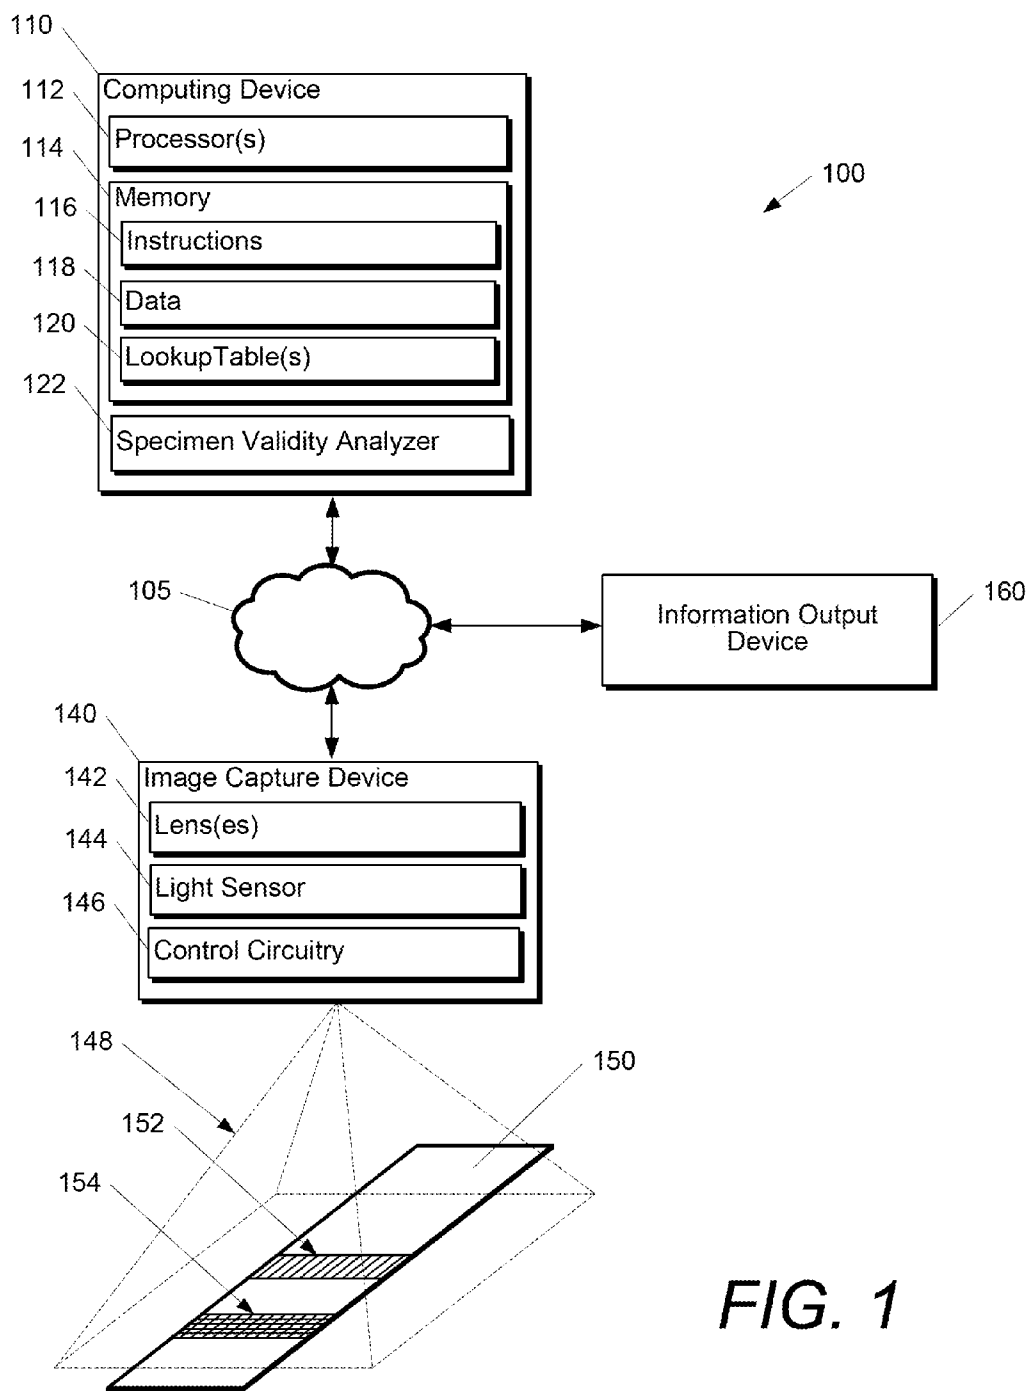 110
Computing Device
112
Processor(s)
114
Memory
100
116
Instructions
118
Data
120
LookupTable(s)
122
Specimen Validity Analyzer
105
160
Information Output
Device
140
Image Capture Device
142
Lens(es)
144
Light Sensor
146
Control Circuitry
148
150
152
154
FIG. 1